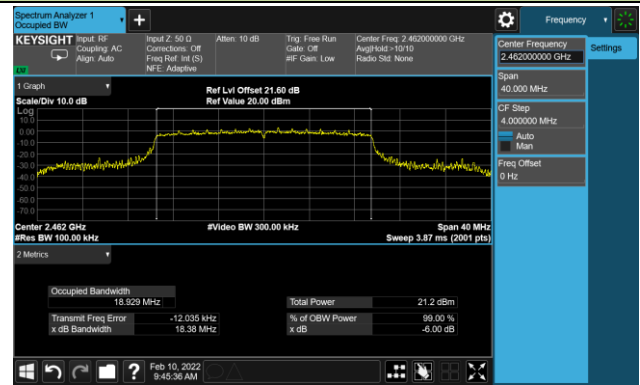 Spectrum Analyzer 1
Occupied BW
KEYSIGHT
Input: RF
Coupling: AC
Align: Auto
Input Z: 50 Ω
Corrections: Off
Freq Ref: Int (S)
NFE: Adaptive
Atten: 10 dB
Trig: Free Run
Gate: Off
#IF Gain: Low
Center Freq: 2.462000000 GHz
Avg|Hold:>10/10
Radio Std: None
LXI
1 Graph
Scale/Div 10.0 dB
Ref Lvl Offset 21.60 dB
Ref Value 20.00 dBm
Log
10.0
0.00
-10.0
-20.0
-30.0
-40.0
-50.0
-60.0
-70.0
Center 2.462 GHz
#Res BW 100.00 kHz
#Video BW 300.00 kHz
Span 40 MHz
Sweep 3.87 ms (2001 pts)
2 Metrics
Occupied Bandwidth
18.929 MHz
Transmit Freq Error -12.035 kHz
x dB Bandwidth 18.38 MHz
Total Power 21.2 dBm
% of OBW Power 99.00 %
x dB -6.00 dB
Feb 10, 2022
9:45:36 AM
Frequency
Settings
Center Frequency
2.462000000 GHz
Span
40.000 MHz
CF Step
4.000000 MHz
Auto
Man
Freq Offset
0 Hz